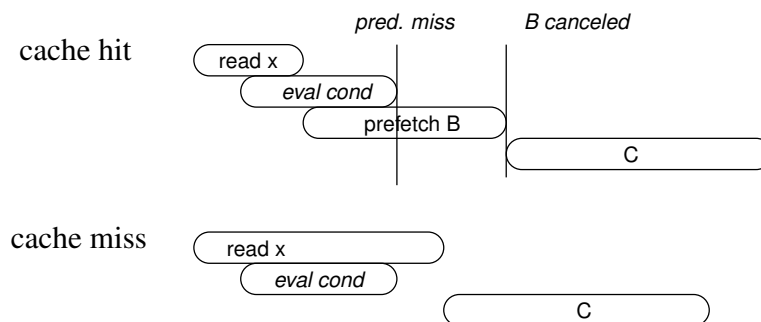 pred. miss B canceled
cache hit
read x
eval cond
prefetch B
C
cache miss
read x
eval cond
C